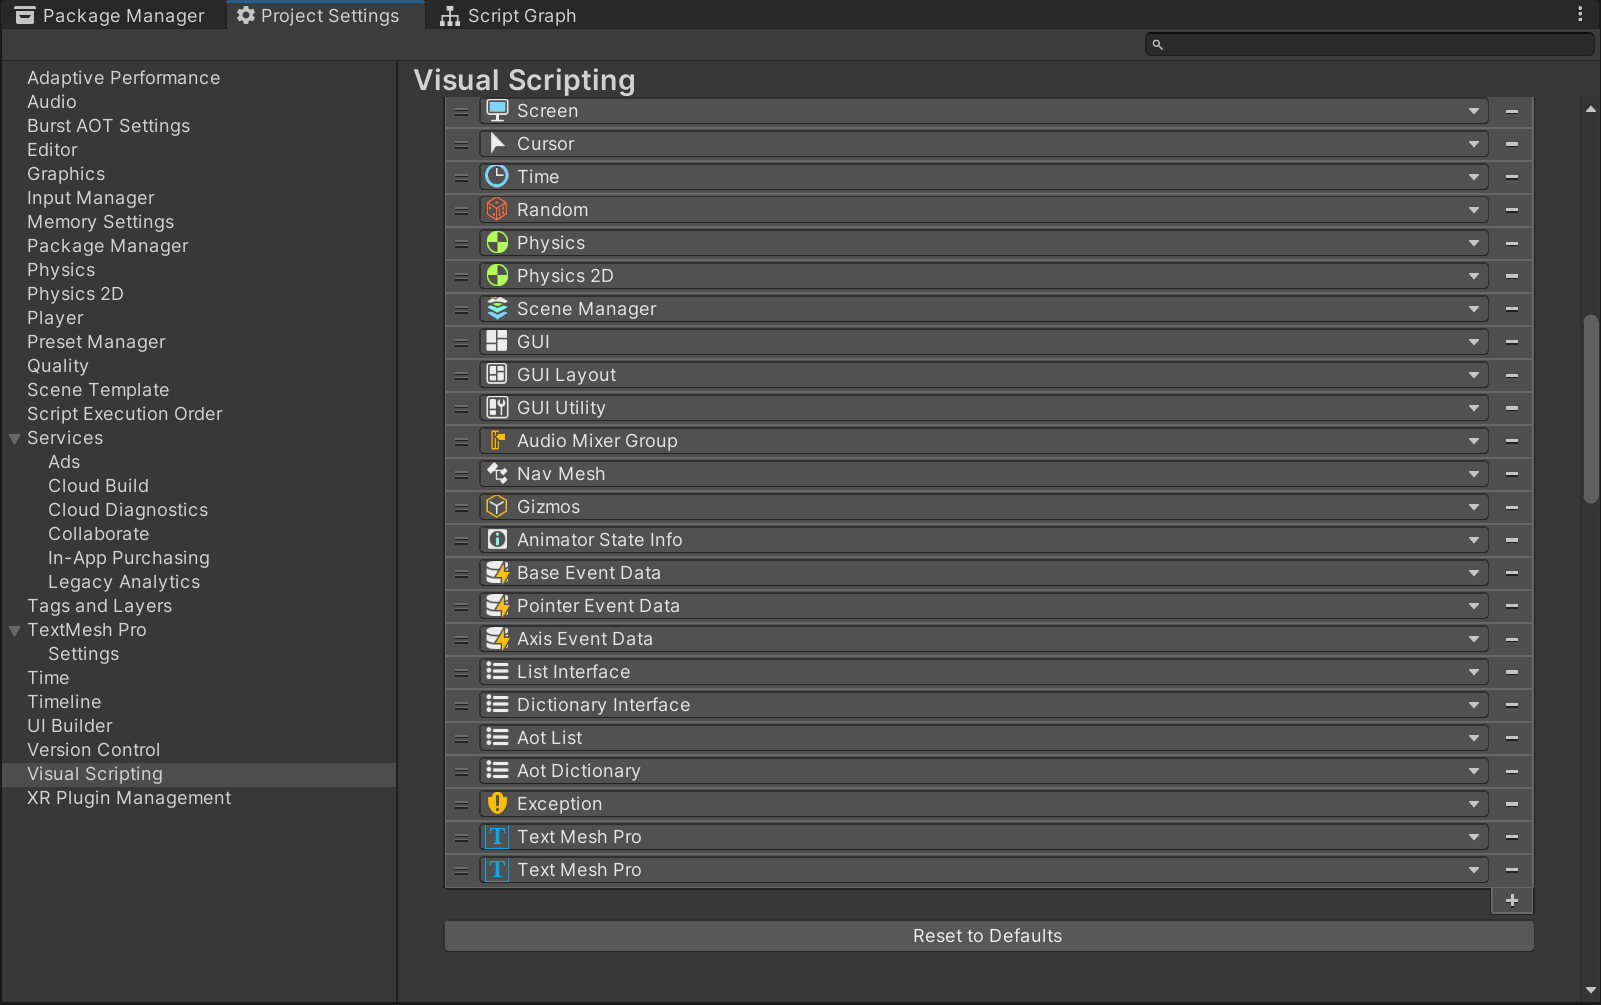 Package Manager
Project Settings
Script Graph
Adaptive Performance
Audio
Burst AOT Settings
Editor
Graphics
Input Manager
Memory Settings
Package Manager
Physics
Physics 2D
Player
Preset Manager
Quality
Scene Template
Script Execution Order
Services
Ads
Cloud Build
Cloud Diagnostics
Collaborate
In-App Purchasing
Legacy Analytics
Tags and Layers
TextMesh Pro
Settings
Time
Timeline
UI Builder
Version Control
Visual Scripting
XR Plugin Management
Visual Scripting
Screen
Cursor
Time
Random
Physics
Physics 2D
Scene Manager
GUI
GUI Layout
GUI Utility
Audio Mixer Group
Nav Mesh
Gizmos
Animator State Info
Base Event Data
Pointer Event Data
Axis Event Data
List Interface
Dictionary Interface
Aot List
Aot Dictionary
Exception
T Text Mesh Pro
T Text Mesh Pro
Reset to Defaults